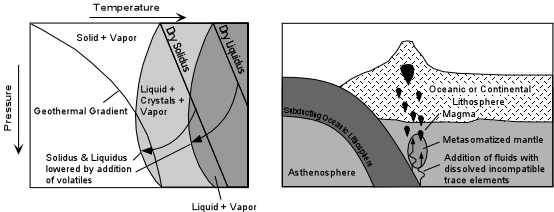 Temperature
Pressure
Solid + Vapor
Dry Solidus
Dry Liquidus
Liquid +
Crystals +
Vapor
Geothermal Gradient
Solidus & Liquidus
lowered by addition
of volatiles
Liquid + Vapor
Oceanic or Continental
Lithosphere
Magma
Subducting Oceanic Lithosphere
Metasomatized mantle
Addition of fluids with
dissolved incompatible
trace elements
Asthenosphere